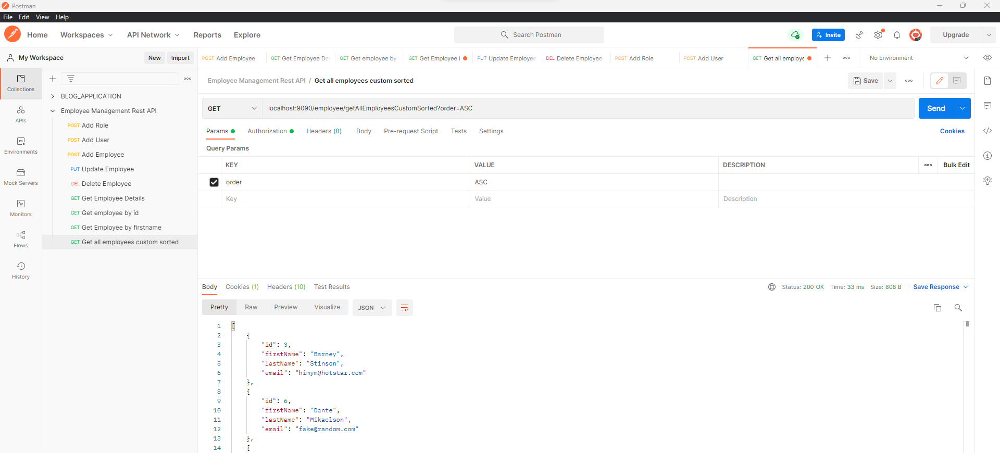 Postman
File Edit View Help
Home Workspaces API Network Reports Explore Search Postman Invite Upgrade
My Workspace New Import
POST Add Employee GET Get Employee De GET Get employee by GET Get Employee PUT Update Employee DEL Delete Employee POST Add Role POST Add User GET Get all employe No Environment
Collections
APIs
Environments
Mock Servers
Monitors
Flows
History
BLOG_APPLICATION
Employee Management Rest API
POST Add Role
POST Add User
POST Add Employee
PUT Update Employee
DEL Delete Employee
GET Get Employee Details
GET Get employee by id
GET Get Employee by firstname
GET Get all employees custom sorted
Employee Management Rest API / Get all employees custom sorted Save
GET localhost:9090/employee/getAllEmployeesCustomSorted?order=ASC Send
Params Authorization Headers (8) Body Pre-request Script Tests Settings Cookies
Query Params
KEY VALUE DESCRIPTION Bulk Edit
order ASC
Key Value Description
Body Cookies (1) Headers (10) Test Results Status: 200 OK Time: 33 ms Size: 808 B Save Response
Pretty Raw Preview Visualize JSON
1 [
2 {
3 "id": 3,
4 "firstName": "Barney",
5 "lastName": "Stinson",
6 "email": "himym@hotstar.com"
7 },
8 {
9 "id": 6,
10 "firstName": "Dante",
11 "lastName": "Mikaelson",
12 "email": "fake@random.com"
13 },
14 {